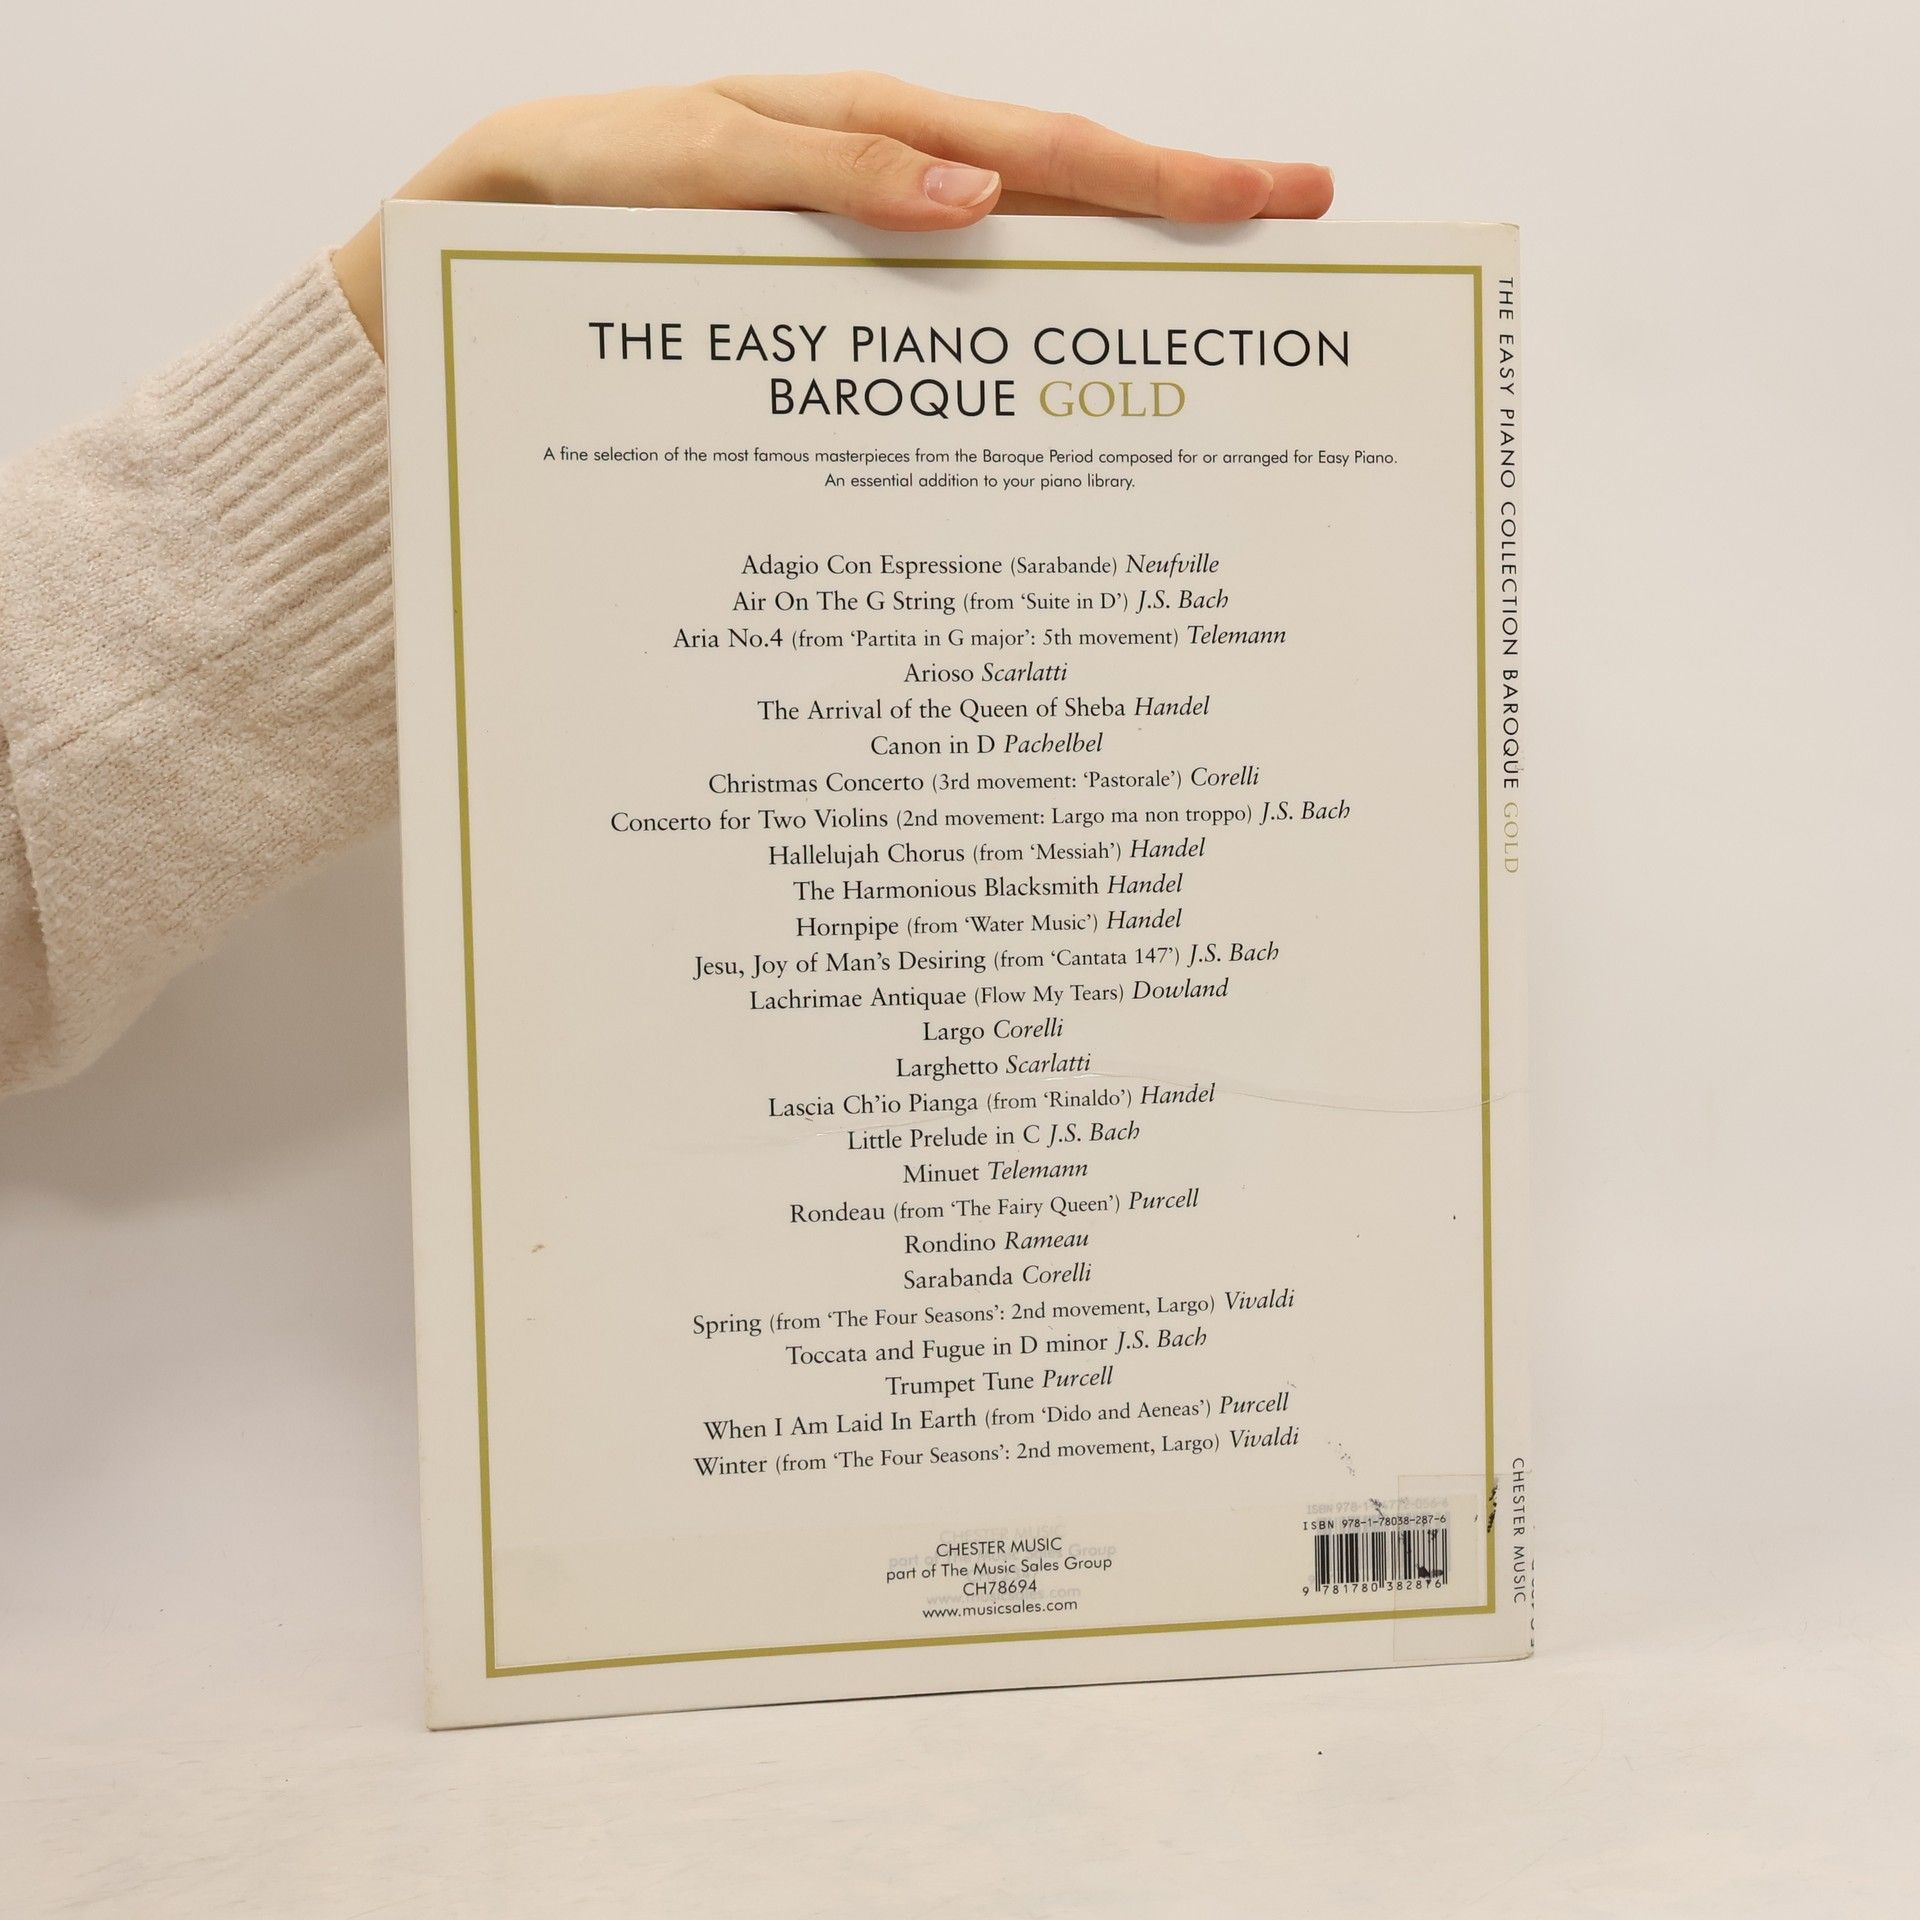 THE EASY PIANO COLLECTION
BAROQUE GOLD
A fine selection of the most famous masterpieces from the Baroque Period composed for or arranged for Easy Piano.
An essential addition to your piano library.
Adagio Con Espressione (Sarabande) Neufville
Air On The G String (from ‘Suite in D’) J.S. Bach
Aria No.4 (from ‘Partita in G major’: 5th movement) Telemann
Arioso Scarlatti
The Arrival of the Queen of Sheba Handel
Canon in D Pachelbel
Christmas Concerto (3rd movement: ‘Pastorale’) Corelli
Concerto for Two Violins (2nd movement: Largo ma non troppo) J.S. Bach
Hallelujah Chorus (from ‘Messiah’) Handel
The Harmonious Blacksmith Handel
Hornpipe (from ‘Water Music’) Handel
Jesu, Joy of Man’s Desiring (from ‘Cantata 147’) J.S. Bach
Lachrimae Antiquae (Flow My Tears) Dowland
Largo Corelli
Larghetto Scarlatti
Lascia Ch’io Pianga (from ‘Rinaldo’) Handel
Little Prelude in C J.S. Bach
Minuet Telemann
Rondeau (from ‘The Fairy Queen’) Purcell
Rondino Rameau
Sarabanda Corelli
Spring (from ‘The Four Seasons’: 2nd movement, Largo) Vivaldi
Toccata and Fugue in D minor J.S. Bach
Trumpet Tune Purcell
When I Am Laid In Earth (from ‘Dido and Aeneas’) Purcell
Winter (from ‘The Four Seasons’: 2nd movement, Largo) Vivaldi
CHESTER MUSIC
part of The Music Sales Group
CH78694
www.musicsales.com
ISBN 978-1-78038-287-6
9 781780 382876
THE EASY PIANO COLLECTION BAROQUE GOLD
CHESTER MUSIC